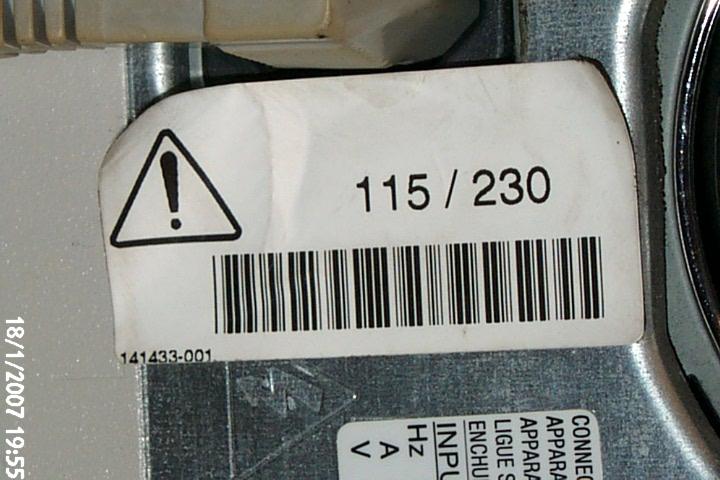 115 / 230
141433-001
18/1/2007 19:55
CONNEC
APPARA
APPARA
LIGUE S
ENCHU
INPU
Hz
A
V